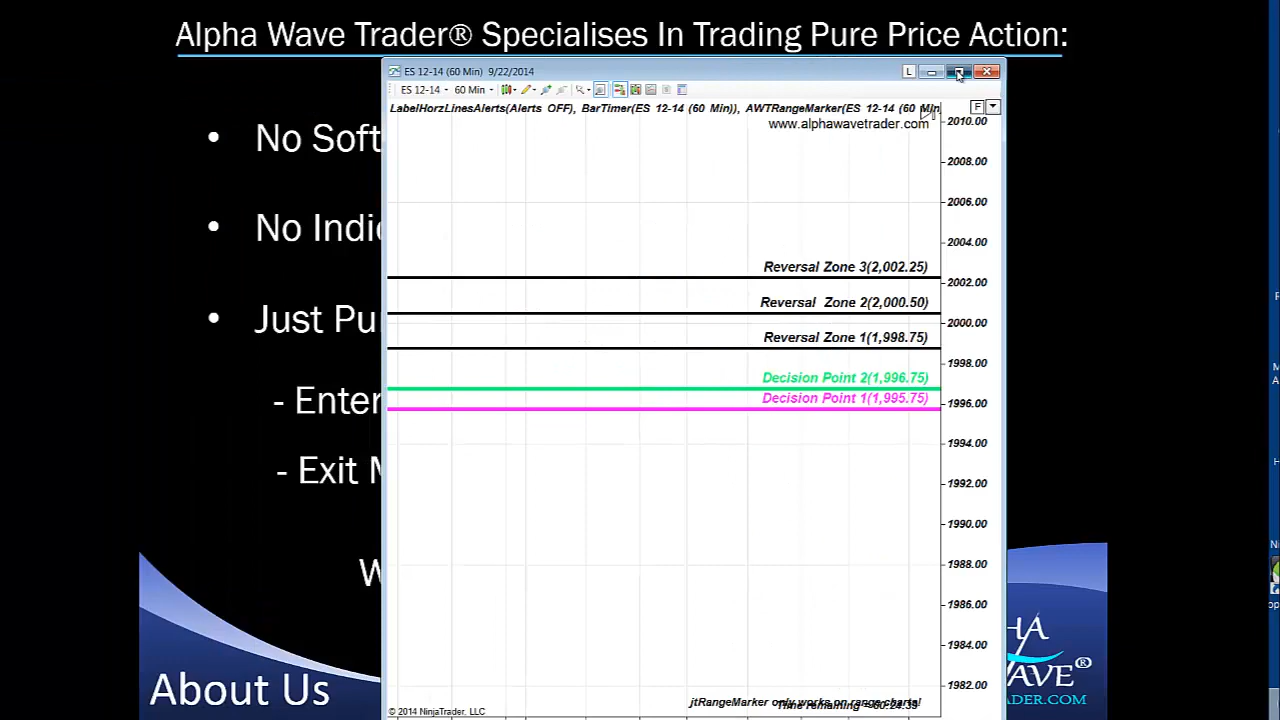 Alpha Wave Trader® Specialises In Trading Pure Price Action:
ES 12-14 (60 Min) 9/22/2014
L
ES 12-14 60 Min
LabelHorzLinesAlerts(Alerts OFF), BarTimer(ES 12-14 (60 Min)), AWTRangeMarker(ES 12-14 (60 Min
F
www.alphawavetrader.com
2010.00
• No Soft
2008.00
2006.00
• No Indic
2004.00
Reversal Zone 3(2,002.25)
2002.00
Reversal Zone 2(2,000.50)
2000.00
• Just Pu
Reversal Zone 1(1,998.75)
1998.00
Decision Point 2(1,996.75)
Decision Point 1(1,995.75)
1996.00
- Enter
1994.00
- Exit M
1992.00
1990.00
1988.00
W
1986.00
1984.00
1982.00
HA
WAVE®
TRADER.COM
About Us
jtRangeMarker only works on range charts!
Time remaining
© 2014 NinjaTrader, LLC